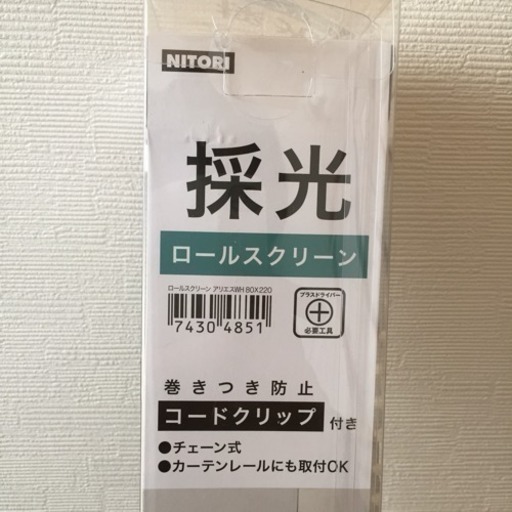 NITORI
採光
ロールスクリーン
ロールスクリーン アリエスWH 80X220
7430 4851
プラスドライバー
必要工具
巻きつき防止
コードクリップ 付き
●チェーン式
●カーテンレールにも取付OK